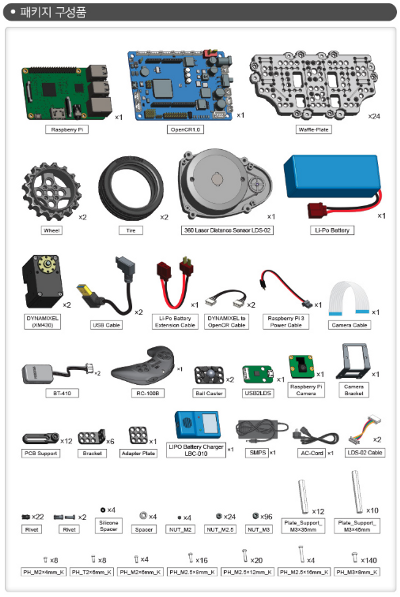 패키지 구성품
×1
×1
×24
Raspberry Pi
OpenCR1.0
Waffle-Plate
×2
×2
×1
×1
Wheel
Tire
360 Laser Distance Sensor LDS-02
Li-Po Battery
×2
×2
×1
×2
×1
×1
DYNAMIXEL
(XM430)
USB Cable
Li-Po Battery
Extension Cable
DYNAMIXEL to
OpenCR Cable
Raspberry Pi 3
Power Cable
Camera Cable
×2
×1
×2
×1
×1
×1
BT-410
RC-100B
Ball Caster
USB2LDS
Raspberry Pi
Camera
Camera
Bracket
×12
×6
×1
×1
×1
×1
×2
PCB Support
Bracket
Adapter Plate
LIPO Battery Charger
LBC-010
SMPS
AC-Cord
LDS-02 Cable
×22
×2
×4
×4
×4
×24
×96
×12
×10
Rivet
Rivet
Silicone
Spacer
Spacer
NUT_M2
NUT_M2.5
NUT_M3
Plate_Support_
M3×35mm
Plate_Support_
M3×45mm
×8
×8
×4
×16
×20
×4
×140
PH_M2×4mm_K
PH_T2×6mm_K
PH_M2×6mm_K
PH_M2.5×8mm_K
PH_M2.5×12mm_K
PH_M2.5×16mm_K
PH_M3×8mm_K